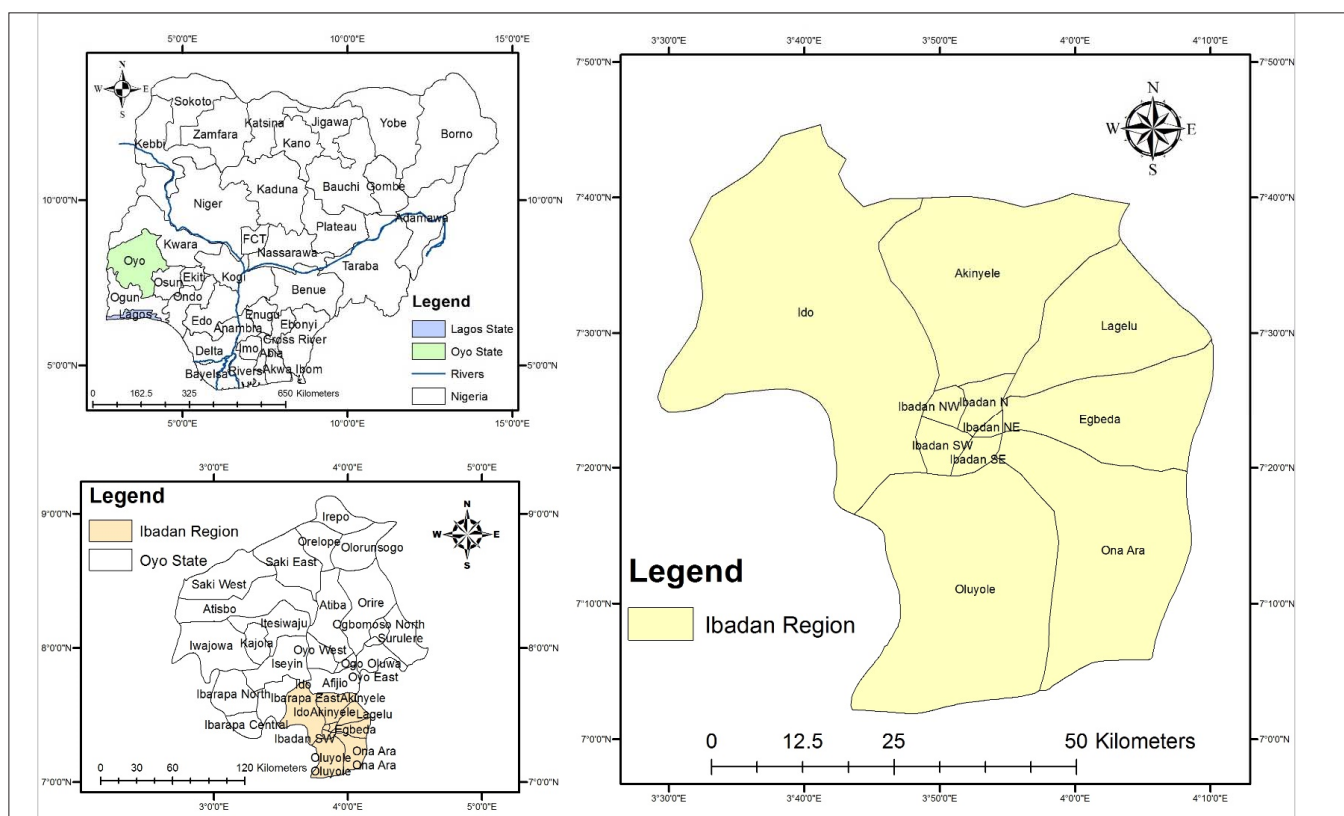 5°0'0"E 10°0'0"E 15°0'0"E
N
W E
S
Sokoto
Katsina Jigawa Yobe
Borno
Zamfara
Kano
Kebbi
Kaduna Bauchi Gombe
10°0'0"N 10°0'0"N
Niger
Adamawa
Plateau
FCT
Kwara
Nassarawa
Oyo
Taraba
Kogi
Ekiti
Osun
Benue
Ogun Ondo
Lagos
Edo
Enugu
Anambra Ebonyi
Cross River
Delta Imo Abia
5°0'0"N 5°0'0"N
Bayelsa Rivers Akwa Ibom
Legend
Lagos State
Oyo State
Rivers
Nigeria
0 162.5 325 650 Kilometers
5°0'0"E 10°0'0"E
3°0'0"E 4°0'0"E 5°0'0"E
Legend
Ibadan Region
Oyo State
N
W E
S
9°0'0"N 9°0'0"N
Irepo
Orelope
Olorunsogo
Saki East
Saki West
Atisbo Atiba Orire
Itesiwaju Ogbomoso North
Surulere
Iwajowa Kajola
8°0'0"N 8°0'0"N
Oyo West
Iseyin Ogo Oluwa
Oyo East
Ido Afijio
Ibarapa North
Ibarapa East Akinyele
Ido Akinyele Lagelu
Ibarapa Central
Egbeda
Ibadan SW
Ona Ara
Oluyole
Ona Ara
Oluyole
0 30 60 120 Kilometers
7°0'0"N 7°0'0"N
3°0'0"E 4°0'0"E 5°0'0"E
3°30'0"E 3°40'0"E 3°50'0"E 4°0'0"E 4°10'0"E
7°50'0"N 7°50'0"N
N
W E
S
7°40'0"N 7°40'0"N
Akinyele
Ido
Lagelu
7°30'0"N 7°30'0"N
Ibadan N
Ibadan NW
Egbeda
Ibadan NE
Ibadan SW
Ibadan SE
7°20'0"N 7°20'0"N
Ona Ara
Oluyole
Legend
Ibadan Region
7°10'0"N 7°10'0"N
0 12.5 25 50 Kilometers
7°0'0"N 7°0'0"N
3°30'0"E 3°40'0"E 3°50'0"E 4°0'0"E 4°10'0"E